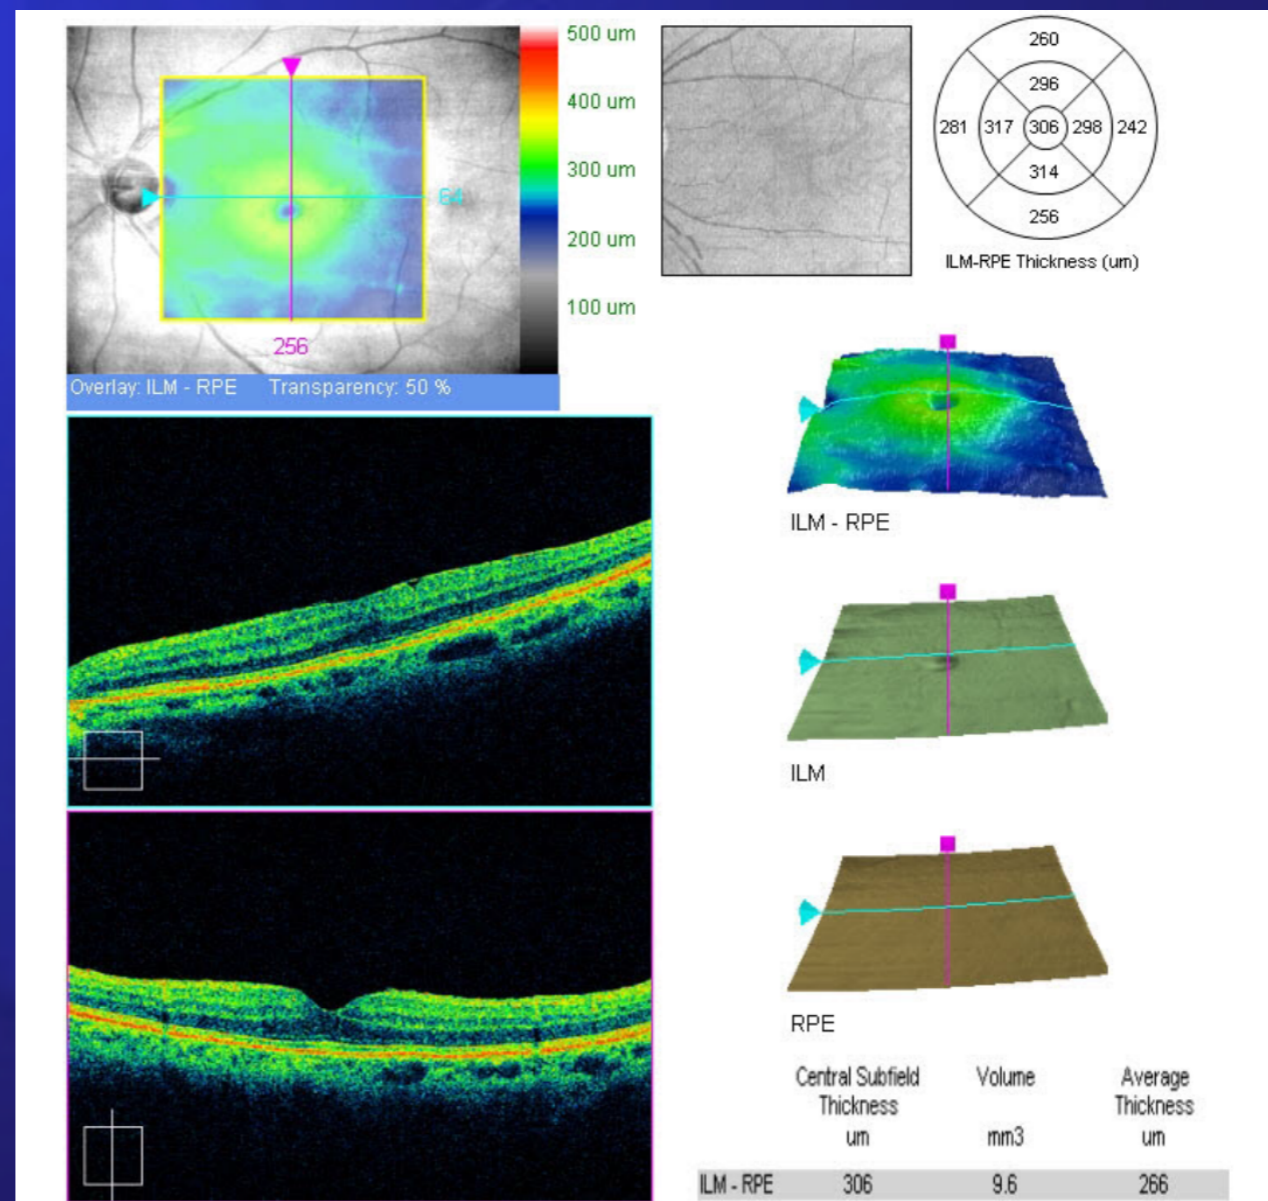 500 um
400 um
300 um
200 um
100 um
64
256
Overlay: ILM - RPE Transparency: 50 %
260
296
281 317 306 298 242
314
256
ILM-RPE Thickness (um)
ILM - RPE
ILM
RPE
Central Subfield Thickness um
Volume mm3
Average Thickness um
ILM - RPE 306 9.6 266